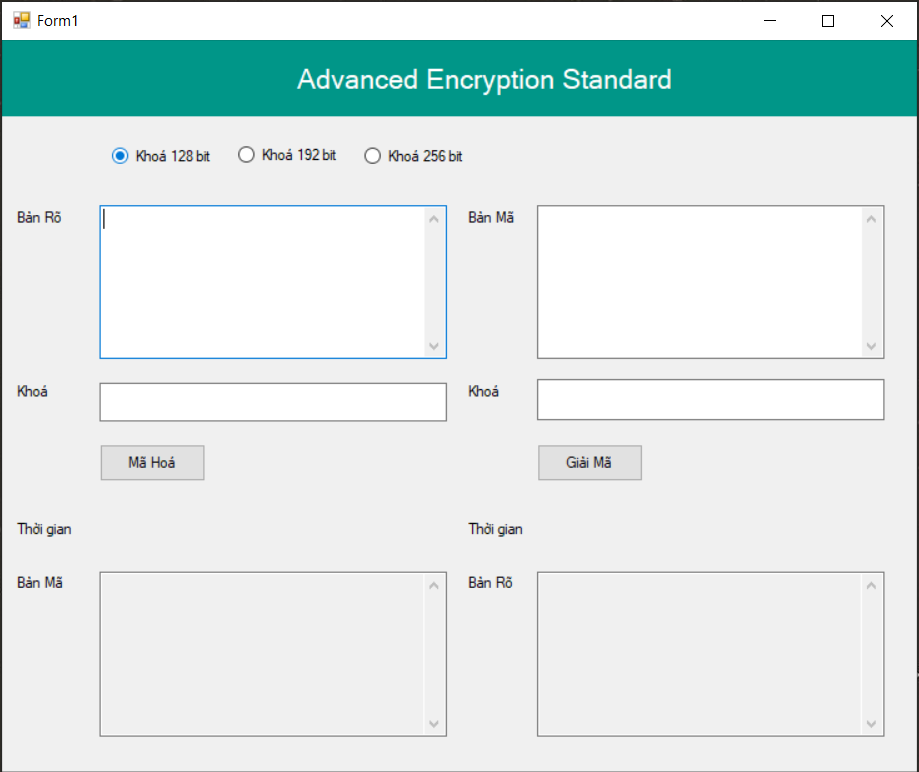 Form1
Advanced Encryption Standard
Khoá 128 bit Khoá 192 bit Khoá 256 bit
Bản Rõ
Bản Mã
Khoá
Khoá
Mã Hoá
Giải Mã
Thời gian
Thời gian
Bản Mã
Bản Rõ